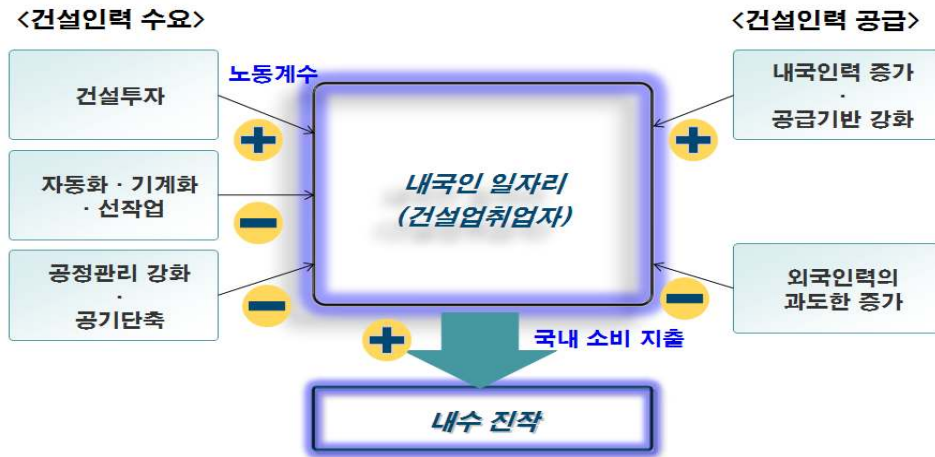 <건설인력 수요>
건설투자
자동화 · 기계화
· 선작업
공정관리 강화
·
공기단축
노동계수
내국인 일자리
(건설업취업자)
국내 소비 지출
내수 진작
<건설인력 공급>
내국인력 증가
·
공급기반 강화
외국인력의
과도한 증가